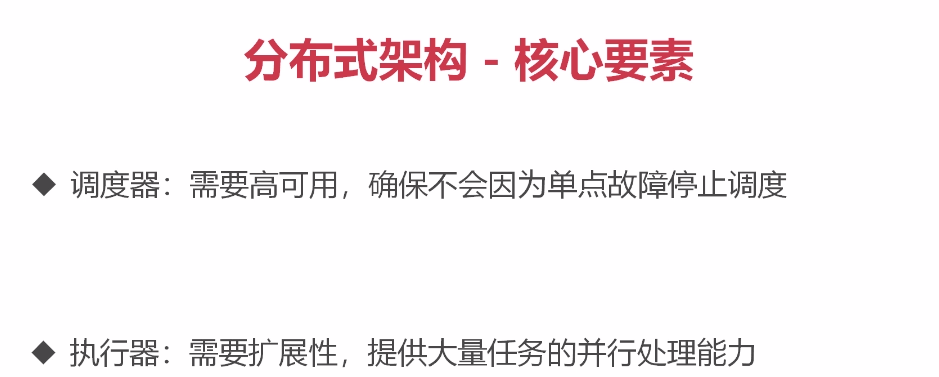 分布式架构 - 核心要素
◆ 调度器：需要高可用，确保不会因为单点故障停止调度
◆ 执行器：需要扩展性，提供大量任务的并行处理能力